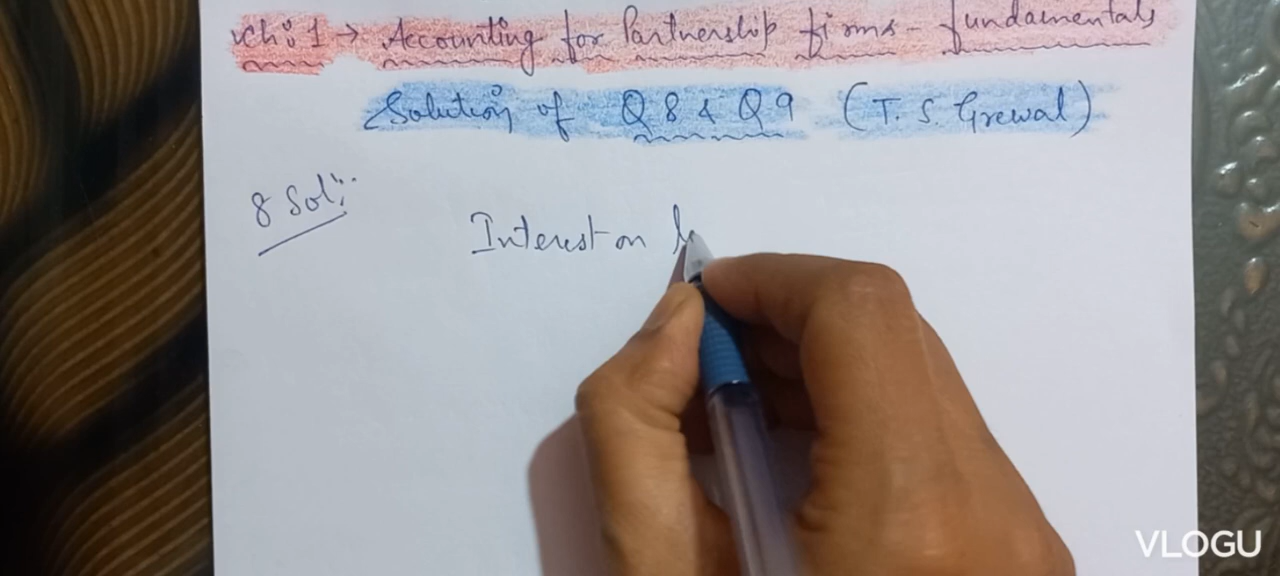 Ch: 1 → Accounting for Partnership firms - fundamentals
Solution of Q 8 & Q 9 (T. S. Grewal)
8 Sol:
Interest on
VLOGU